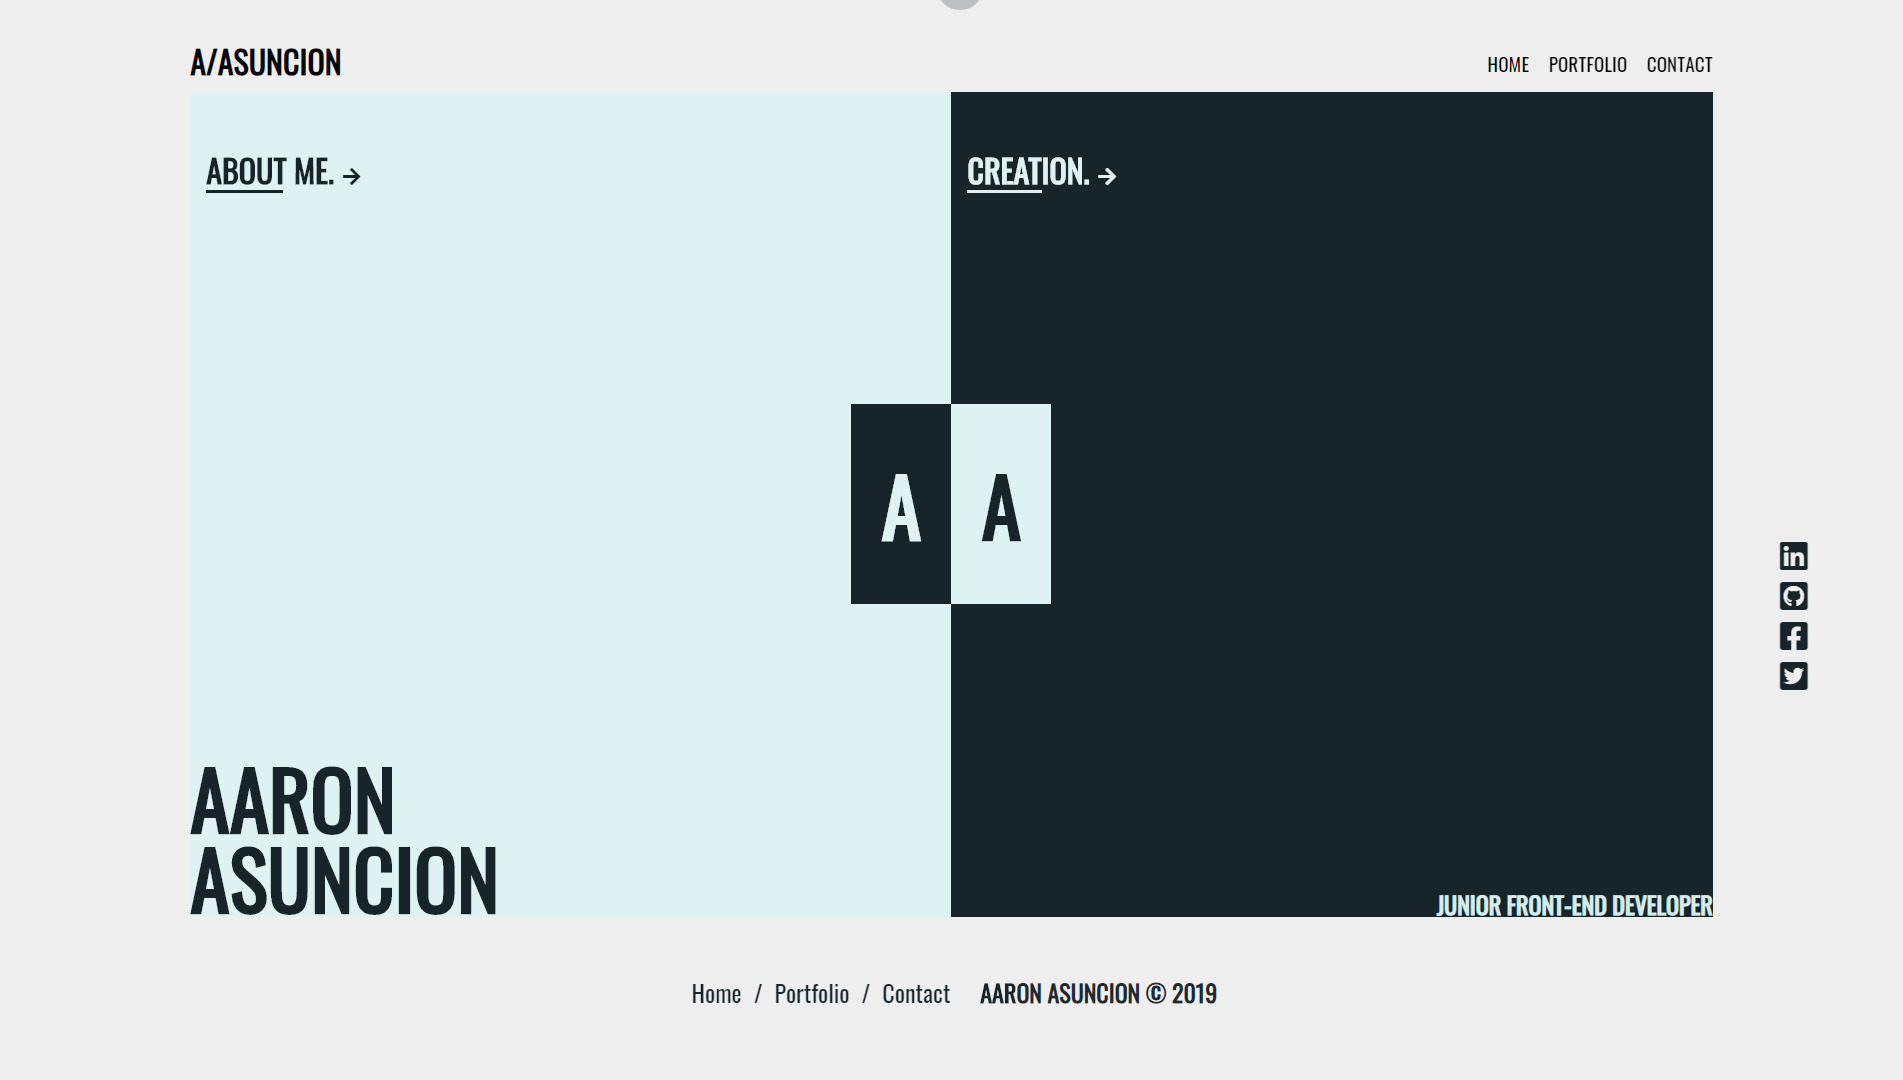 A/ASUNCION
HOME PORTFOLIO CONTACT
ABOUT ME. →
CREATION. →
A A
AARON
ASUNCION
JUNIOR FRONT-END DEVELOPER
Home / Portfolio / Contact AARON ASUNCION © 2019